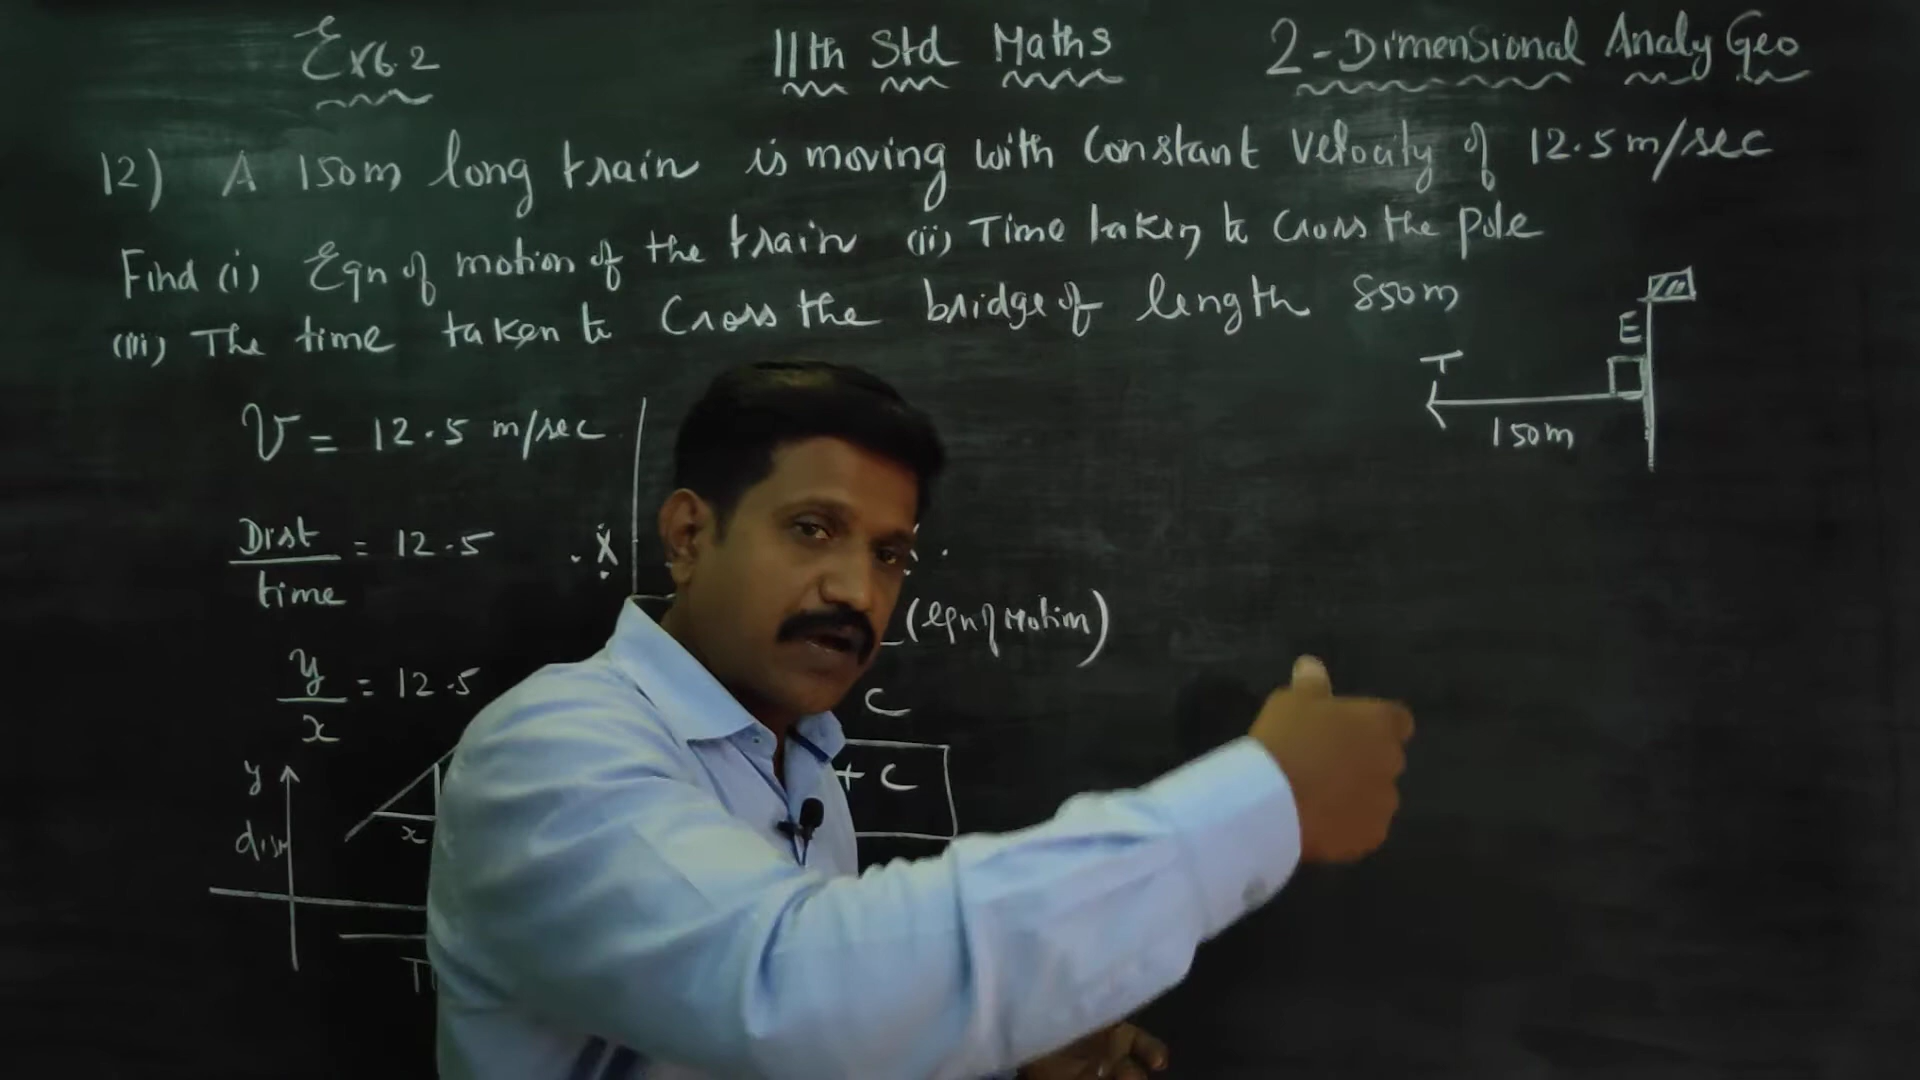 Ex 6.2
11th Std Maths
2-Dimensional Analy Geo
12) A 150m long train is moving with Constant Velocity of 12.5 m/sec
Find (i) Eqn of motion of the train (ii) Time taken to Cross the pole
(iii) The time taken to Cross the bridge of length 850m
E
T
150m
V = 12.5 m/sec
Dist/time = 12.5
x
(Eqn of Motion)
y/x = 12.5
C
+ C
y
dist
x